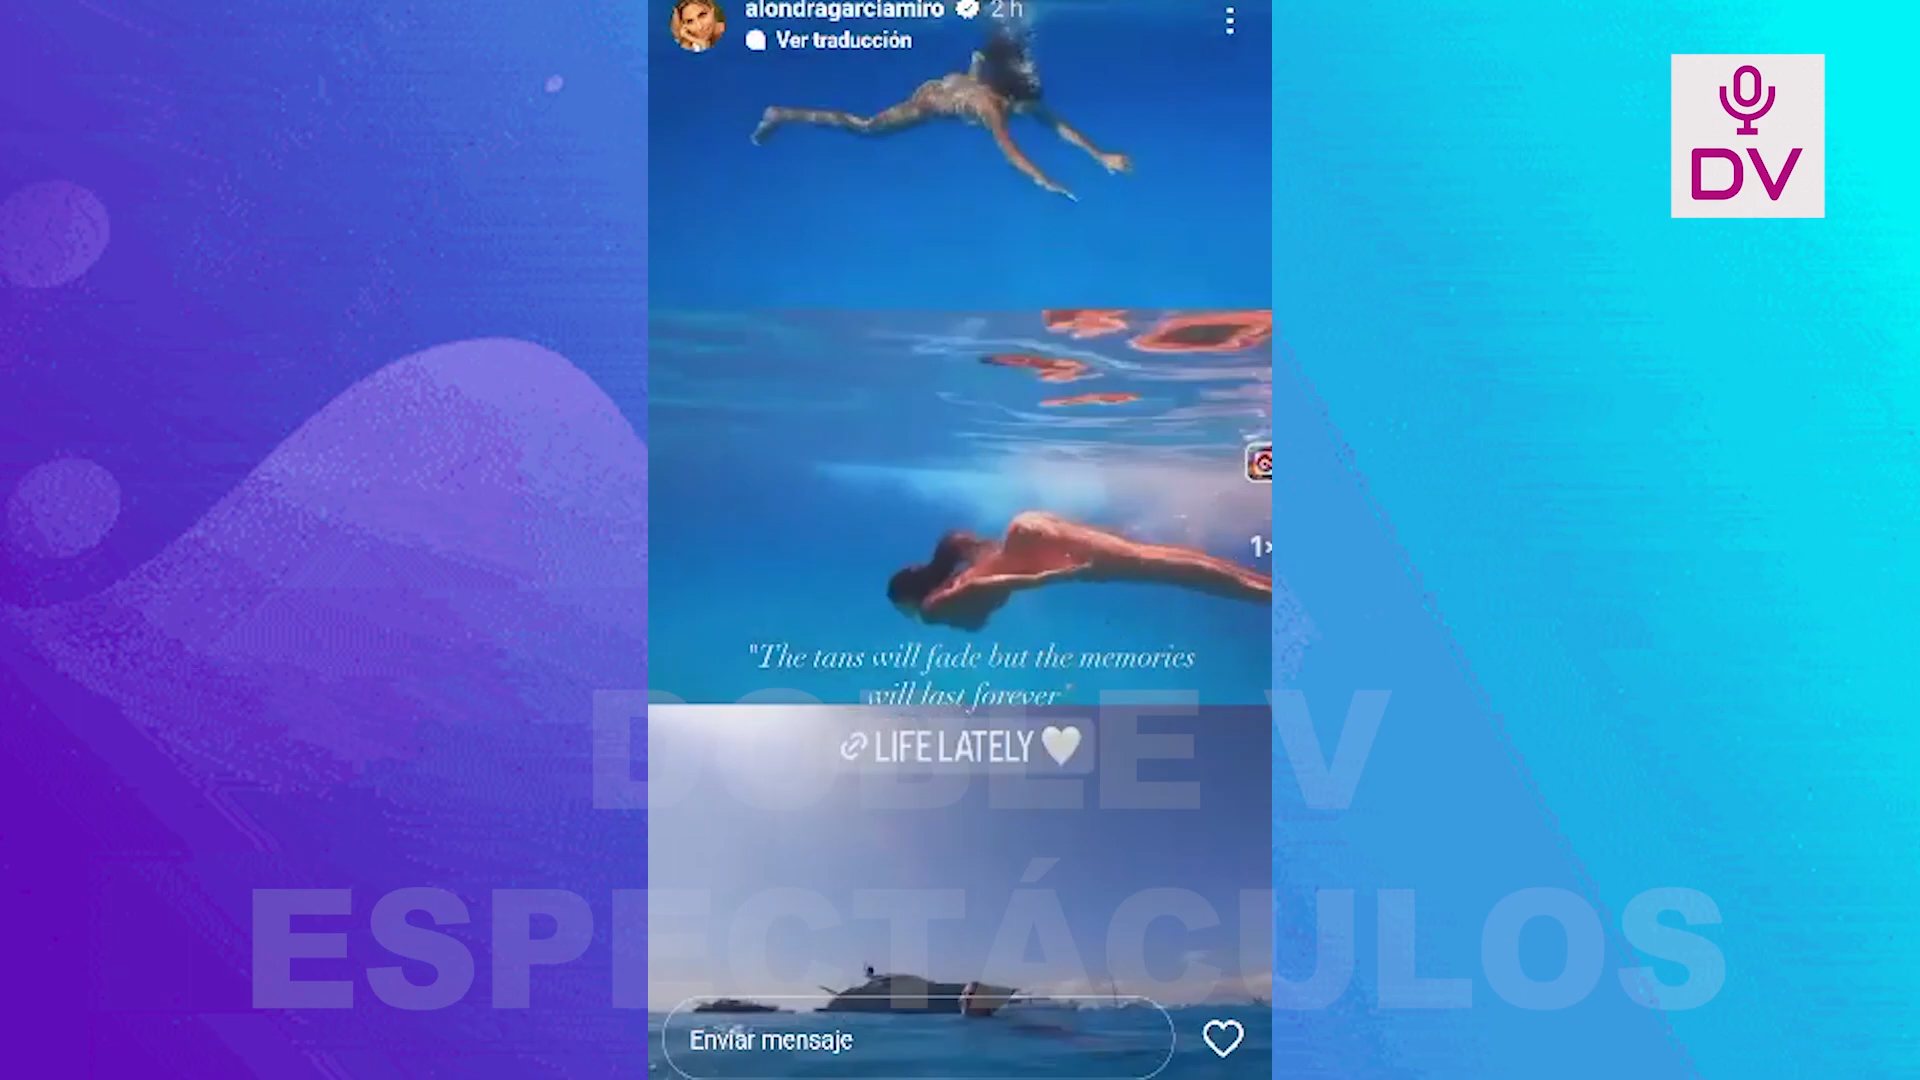 alondragarciamiro 2 h
Ver traducción
DV
1×
"The tans will fade but the memories
will last forever"
LIFE LATELY
DOBLE V
ESPECTÁCULOS
Enviar mensaje